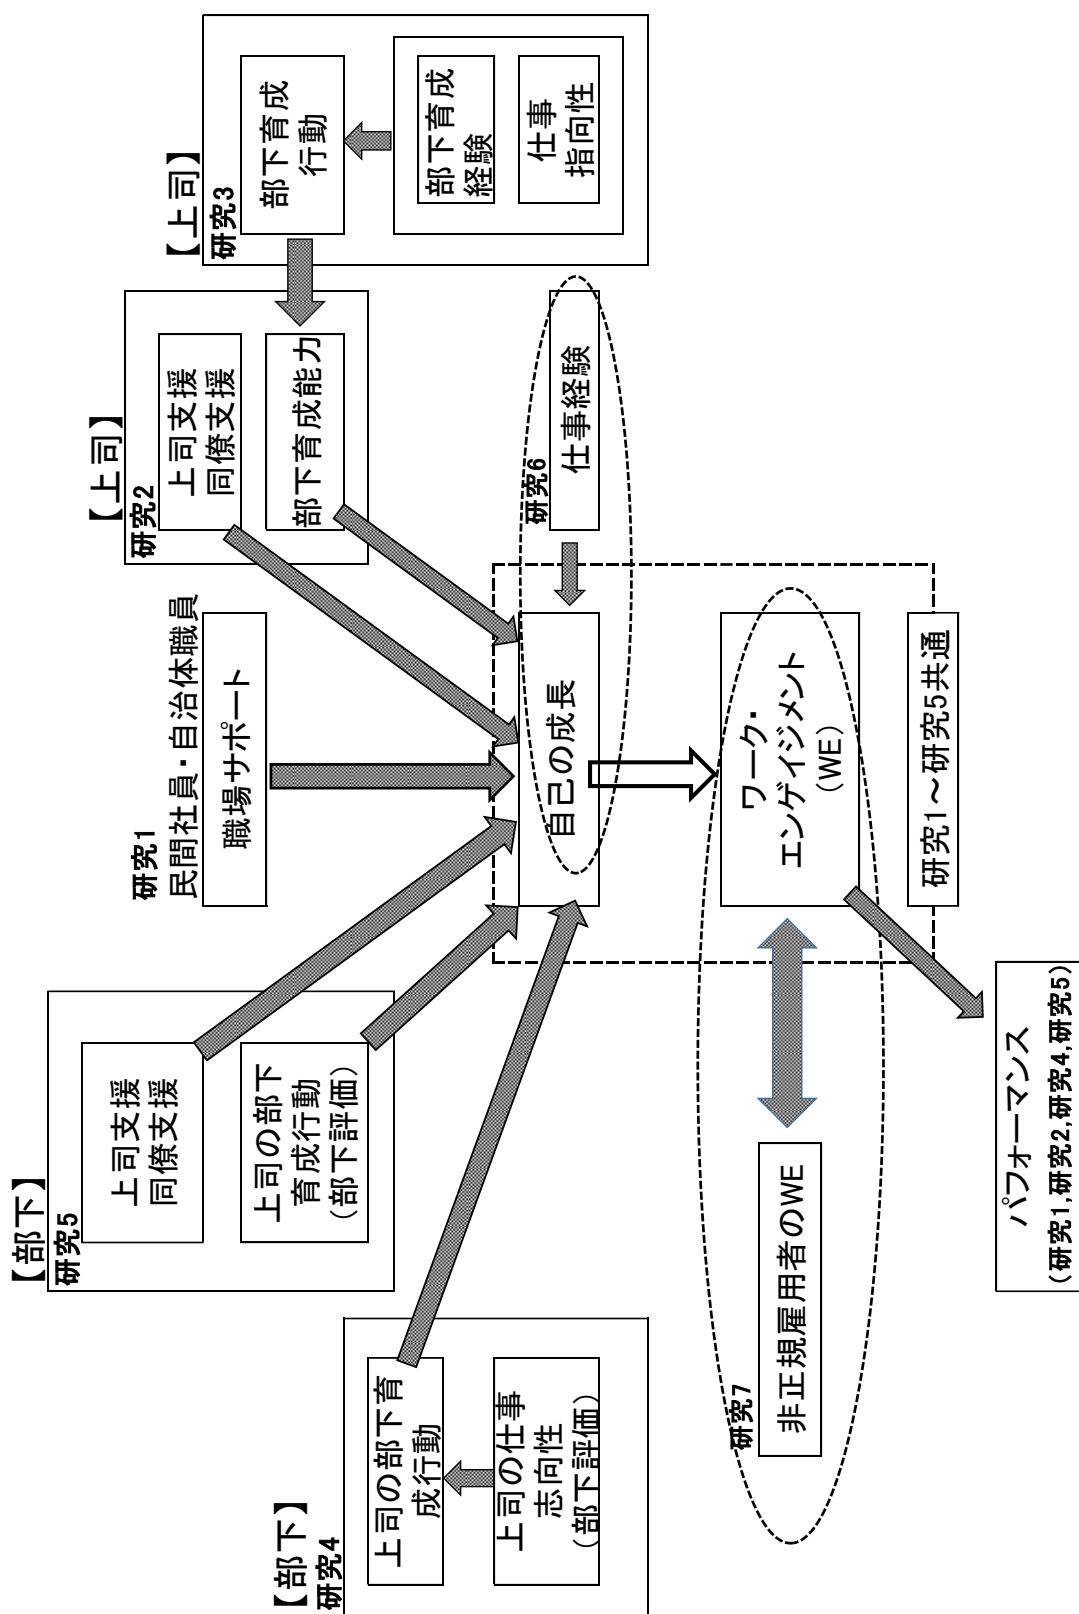 【部下】
研究4
上司の部下育
成行動
上司の仕事
志向性
(部下評価)
【部下】
研究5
上司支援
同僚支援
上司の部下
育成行動
(部下評価)
研究1
民間社員・自治体職員
職場サポート
【上司】
研究2
上司支援
同僚支援
部下育成能力
【上司】
研究3
部下育成
行動
部下育成
経験
仕事
指向性
自己の成長
研究6
仕事経験
研究7
非正規雇用者のWE
ワーク・
エンゲイジメント
(WE)
研究1~研究5共通
パフォーマンス
(研究1,研究2,研究4,研究5)